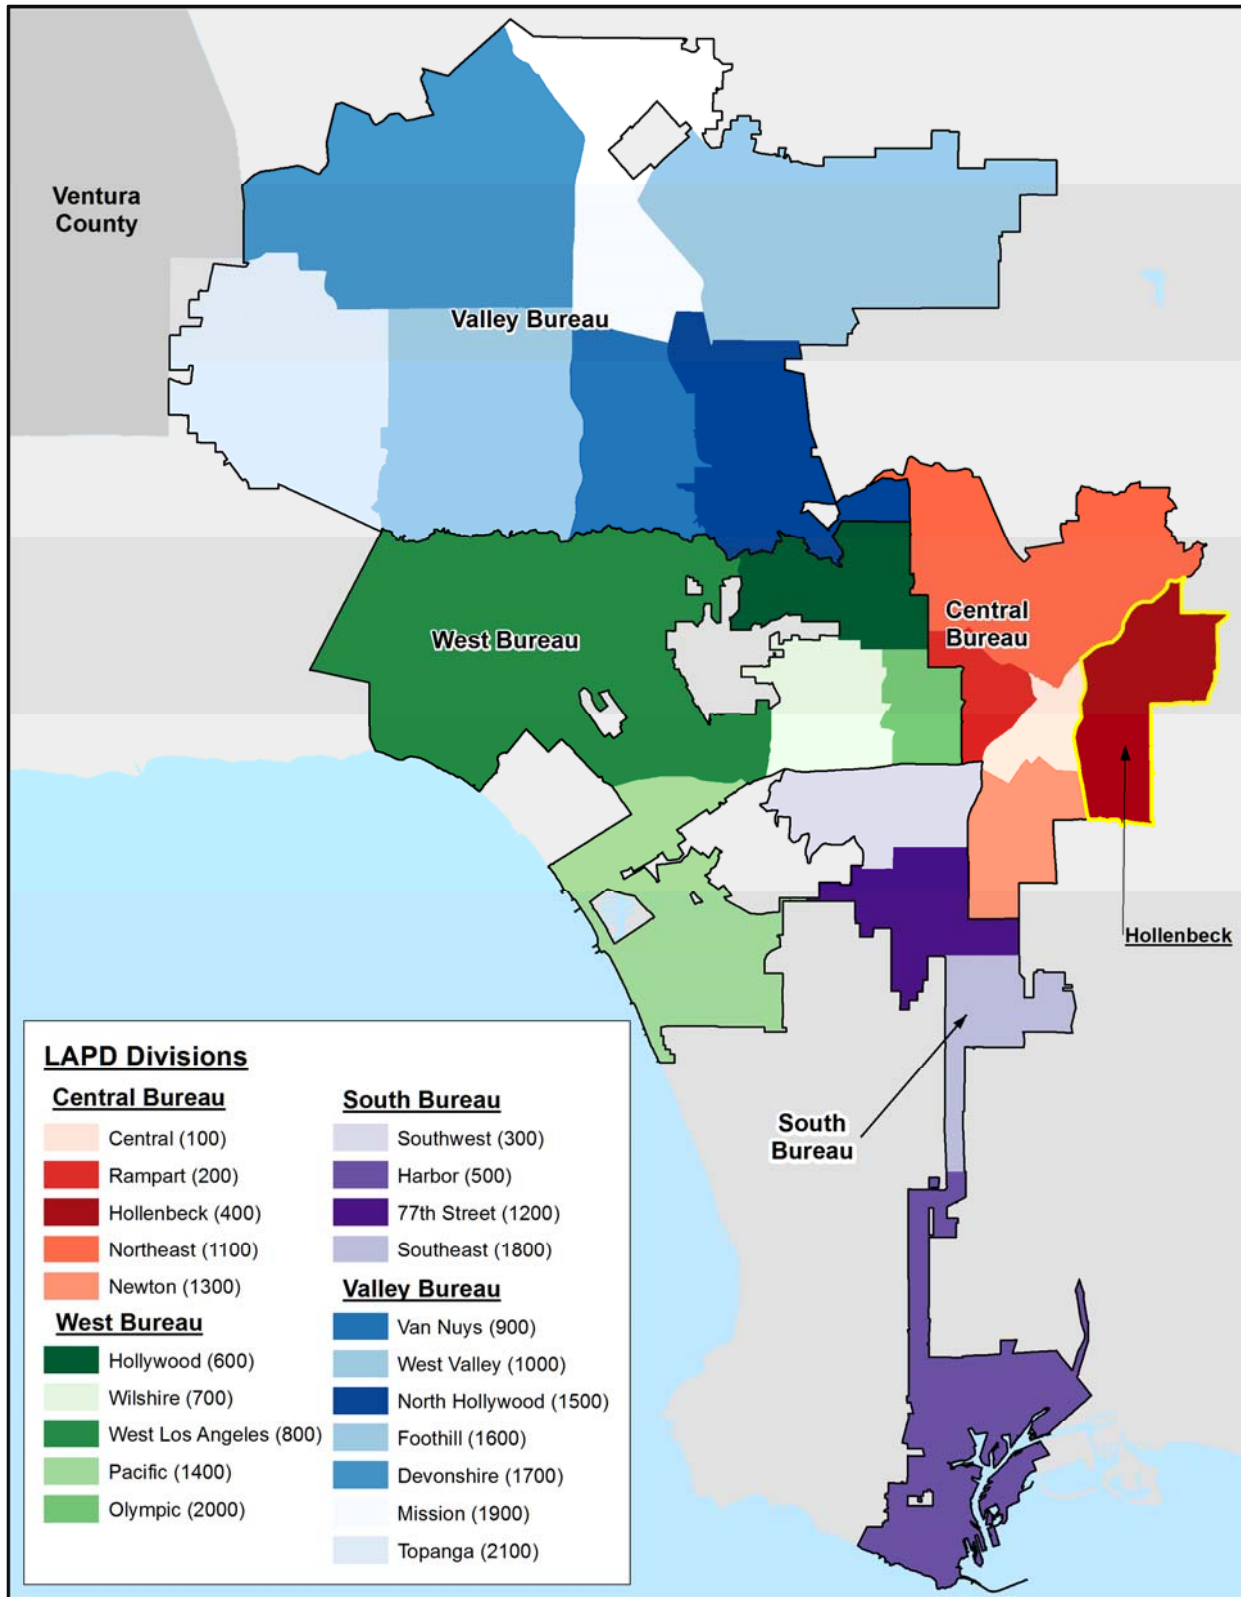 Ventura
County
Valley Bureau
West Bureau
Central
Bureau
Hollenbeck
South
Bureau
LAPD Divisions
Central Bureau
Central (100)
Rampart (200)
Hollenbeck (400)
Northeast (1100)
Newton (1300)
West Bureau
Hollywood (600)
Wilshire (700)
West Los Angeles (800)
Pacific (1400)
Olympic (2000)
South Bureau
Southwest (300)
Harbor (500)
77th Street (1200)
Southeast (1800)
Valley Bureau
Van Nuys (900)
West Valley (1000)
North Hollywood (1500)
Foothill (1600)
Devonshire (1700)
Mission (1900)
Topanga (2100)